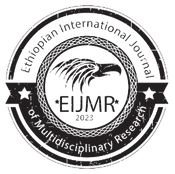 Ethiopian International Journal
EIJMR
2023
of Multidisciplinary Research